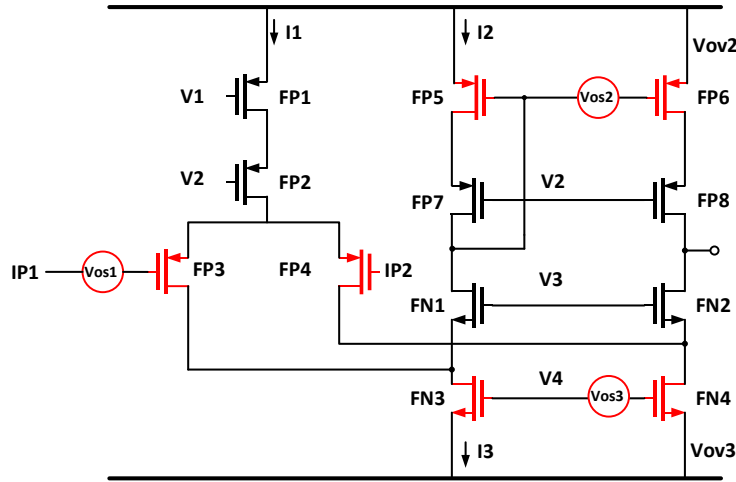 I1
I2
Vov2
V1
FP1
FP5
Vos2
FP6
V2
FP2
V2
FP7
FP8
IP1
Vos1
FP3
FP4
IP2
V3
FN1
FN2
V4
Vos3
FN3
FN4
I3
Vov3